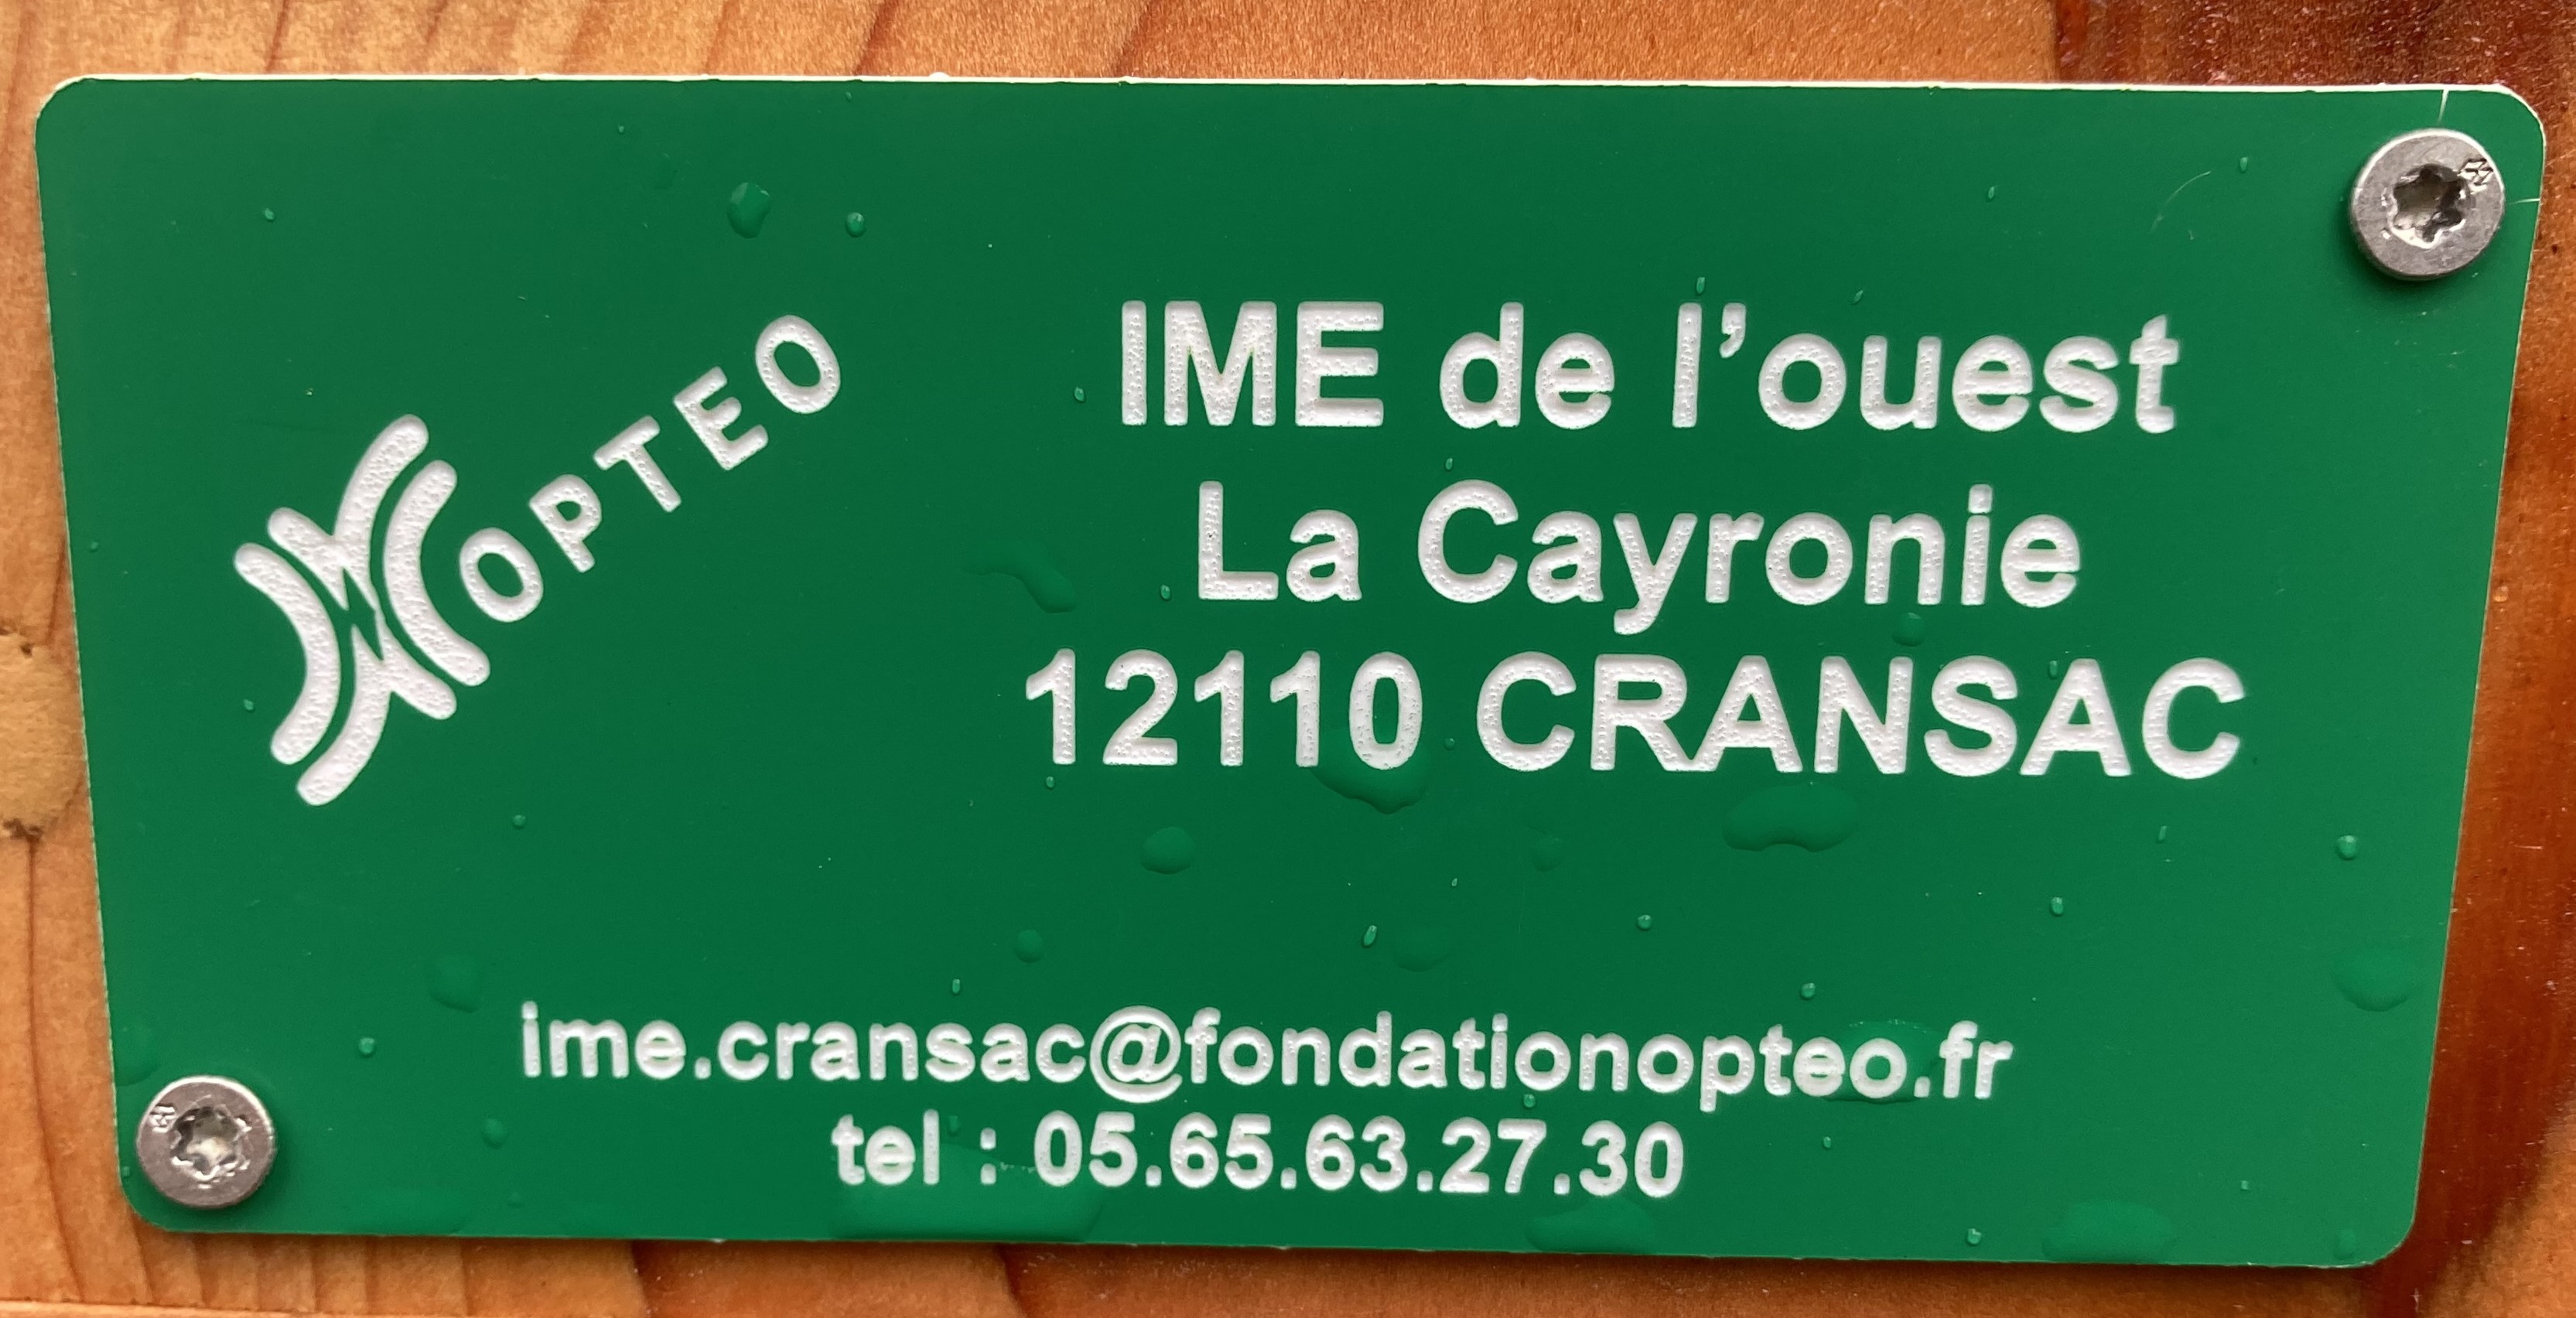 OPTEO
IME de l’ouest
La Cayronie
12110 CRANSAC
ime.cransac@fondationopteo.fr
tel : 05.65.63.27.30